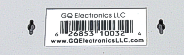 GQ Electronics LLC
6 26853 10032 4
www.GQElectronicsLLC.com